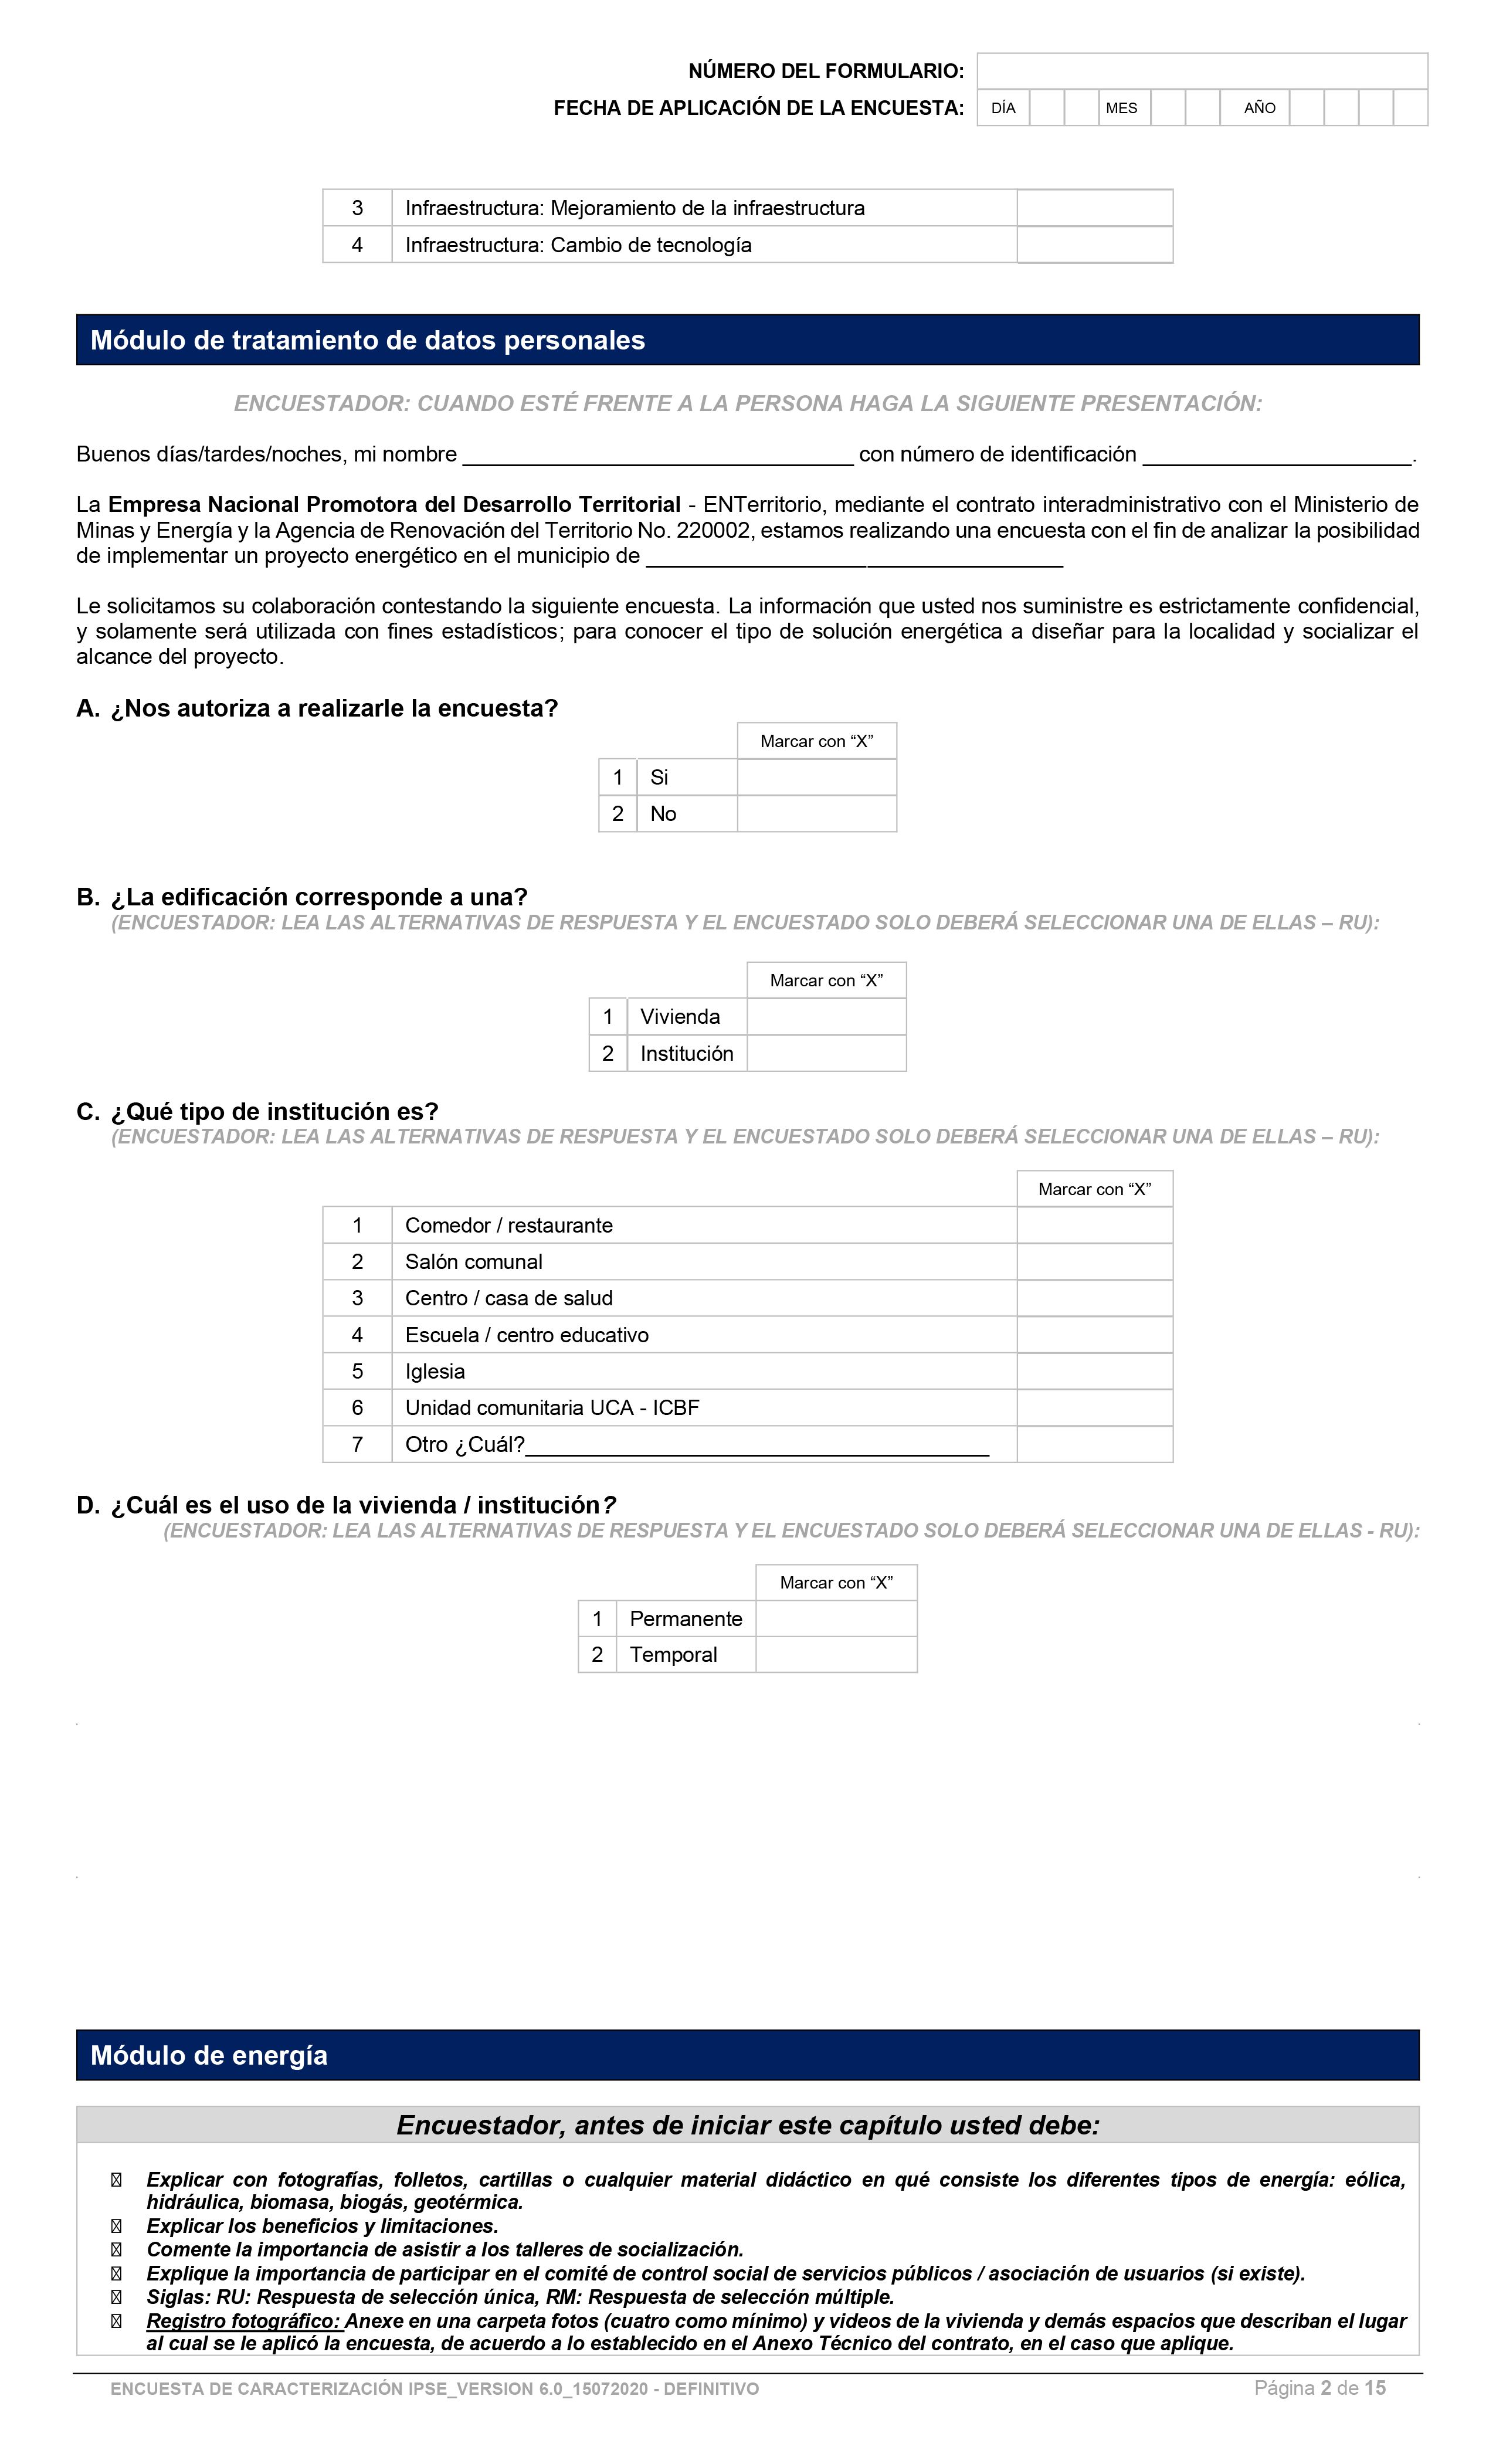 NÚMERO DEL FORMULARIO:
FECHA DE APLICACIÓN DE LA ENCUESTA: DÍA MES AÑO
3 Infraestructura: Mejoramiento de la infraestructura
4 Infraestructura: Cambio de tecnología
Módulo de tratamiento de datos personales
ENCUESTADOR: CUANDO ESTÉ FRENTE A LA PERSONA HAGA LA SIGUIENTE PRESENTACIÓN:
Buenos días/tardes/noches, mi nombre ________________________________ con número de identificación ______________________.
La Empresa Nacional Promotora del Desarrollo Territorial - ENTerritorio, mediante el contrato interadministrativo con el Ministerio de
Minas y Energía y la Agencia de Renovación del Territorio No. 220002, estamos realizando una encuesta con el fin de analizar la posibilidad
de implementar un proyecto energético en el municipio de __________________________________
Le solicitamos su colaboración contestando la siguiente encuesta. La información que usted nos suministre es estrictamente confidencial,
y solamente será utilizada con fines estadísticos; para conocer el tipo de solución energética a diseñar para la localidad y socializar el
alcance del proyecto.
A. ¿Nos autoriza a realizarle la encuesta?
Marcar con “X”
1 Si
2 No
B. ¿La edificación corresponde a una?
(ENCUESTADOR: LEA LAS ALTERNATIVAS DE RESPUESTA Y EL ENCUESTADO SOLO DEBERÁ SELECCIONAR UNA DE ELLAS – RU):
Marcar con “X”
1 Vivienda
2 Institución
C. ¿Qué tipo de institución es?
(ENCUESTADOR: LEA LAS ALTERNATIVAS DE RESPUESTA Y EL ENCUESTADO SOLO DEBERÁ SELECCIONAR UNA DE ELLAS – RU):
Marcar con “X”
1 Comedor / restaurante
2 Salón comunal
3 Centro / casa de salud
4 Escuela / centro educativo
5 Iglesia
6 Unidad comunitaria UCA - ICBF
7 Otro ¿Cuál?______________________________________
D. ¿Cuál es el uso de la vivienda / institución?
(ENCUESTADOR: LEA LAS ALTERNATIVAS DE RESPUESTA Y EL ENCUESTADO SOLO DEBERÁ SELECCIONAR UNA DE ELLAS - RU):
Marcar con “X”
1 Permanente
2 Temporal
Módulo de energía
Encuestador, antes de iniciar este capítulo usted debe:
Explicar con fotografías, folletos, cartillas o cualquier material didáctico en qué consiste los diferentes tipos de energía: eólica,
hidráulica, biomasa, biogás, geotérmica.
Explicar los beneficios y limitaciones.
Comente la importancia de asistir a los talleres de socialización.
Explique la importancia de participar en el comité de control social de servicios públicos / asociación de usuarios (si existe).
Siglas: RU: Respuesta de selección única, RM: Respuesta de selección múltiple.
Registro fotográfico: Anexe en una carpeta fotos (cuatro como mínimo) y videos de la vivienda y demás espacios que describan el lugar
al cual se le aplicó la encuesta, de acuerdo a lo establecido en el Anexo Técnico del contrato, en el caso que aplique.
ENCUESTA DE CARACTERIZACIÓN IPSE_VERSION 6.0_15072020 - DEFINITIVO Página 2 de 15